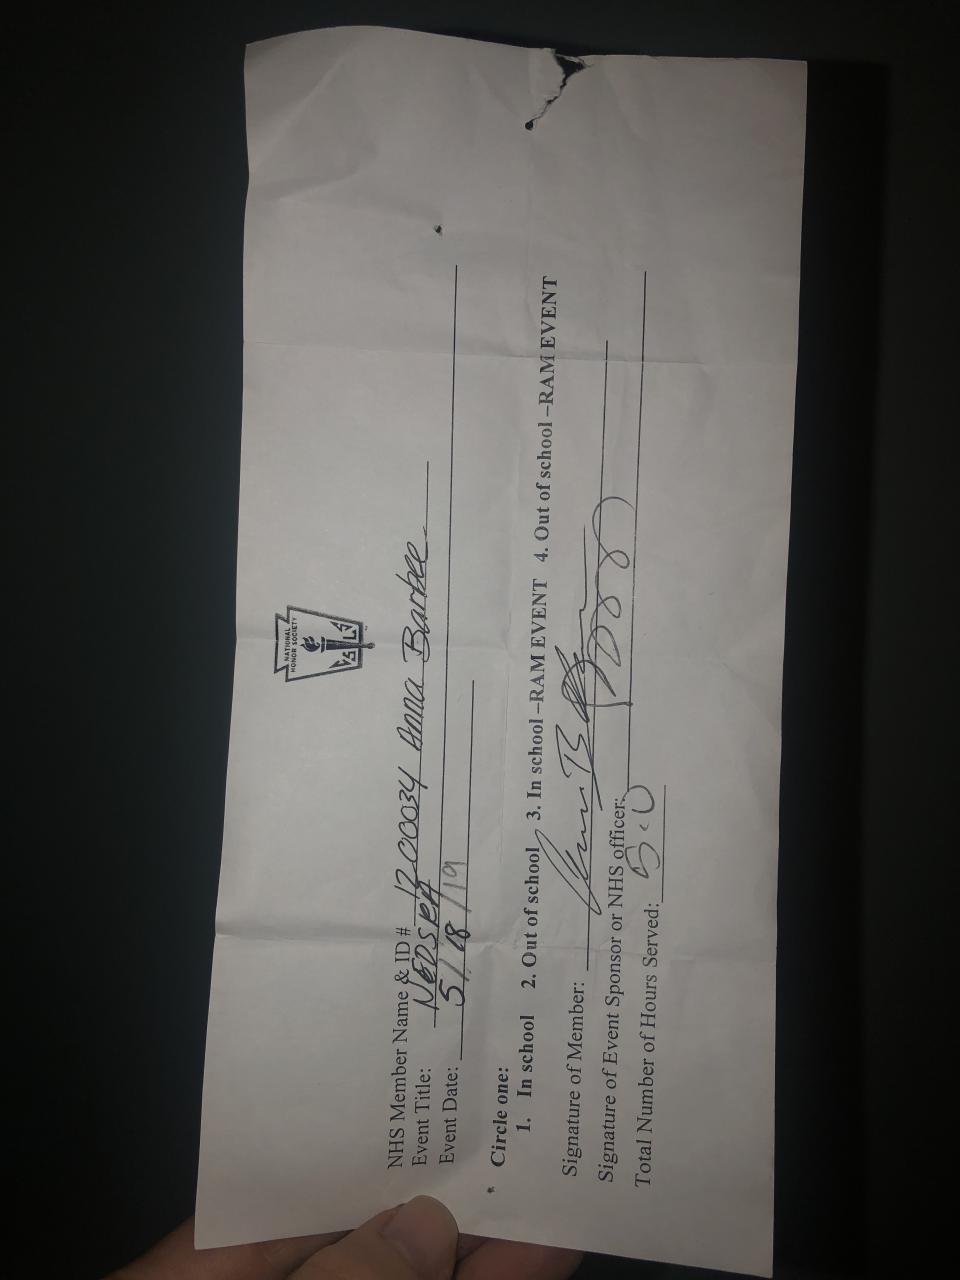 NATIONAL
HONOR SOCIETY
NHS Member Name & ID# 1200034 Anna Barbee
Event Title: NEDSRA
Event Date: 5/18/19
Circle one:
1. In school 2. Out of school 3. In school –RAM EVENT 4. Out of school –RAM EVENT
Signature of Member:
Signature of Event Sponsor or NHS officer:
Total Number of Hours Served: 5.0